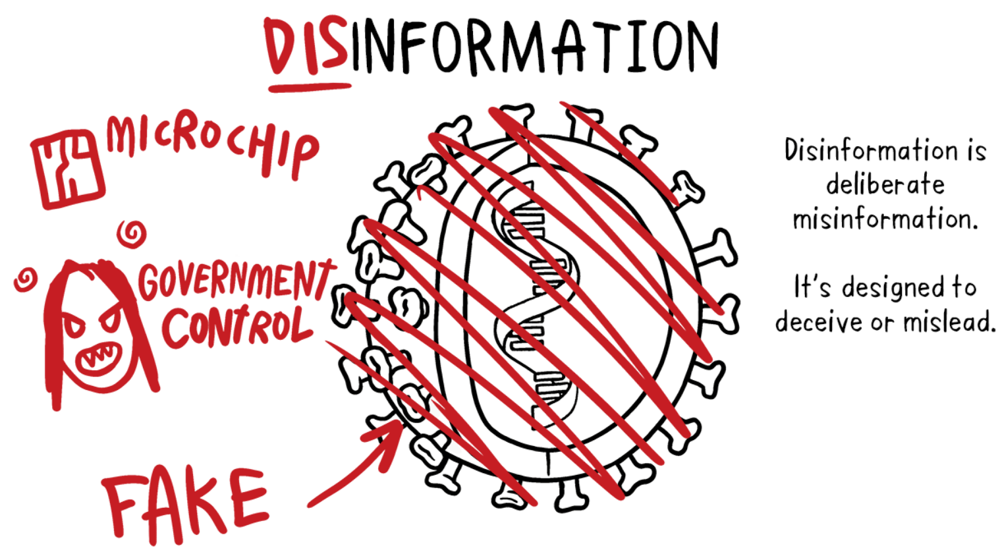 DISINFORMATION
MICROCHIP
GOVERNMENT
CONTROL
FAKE
Disinformation is
deliberate
misinformation.
It's designed to
deceive or mislead.